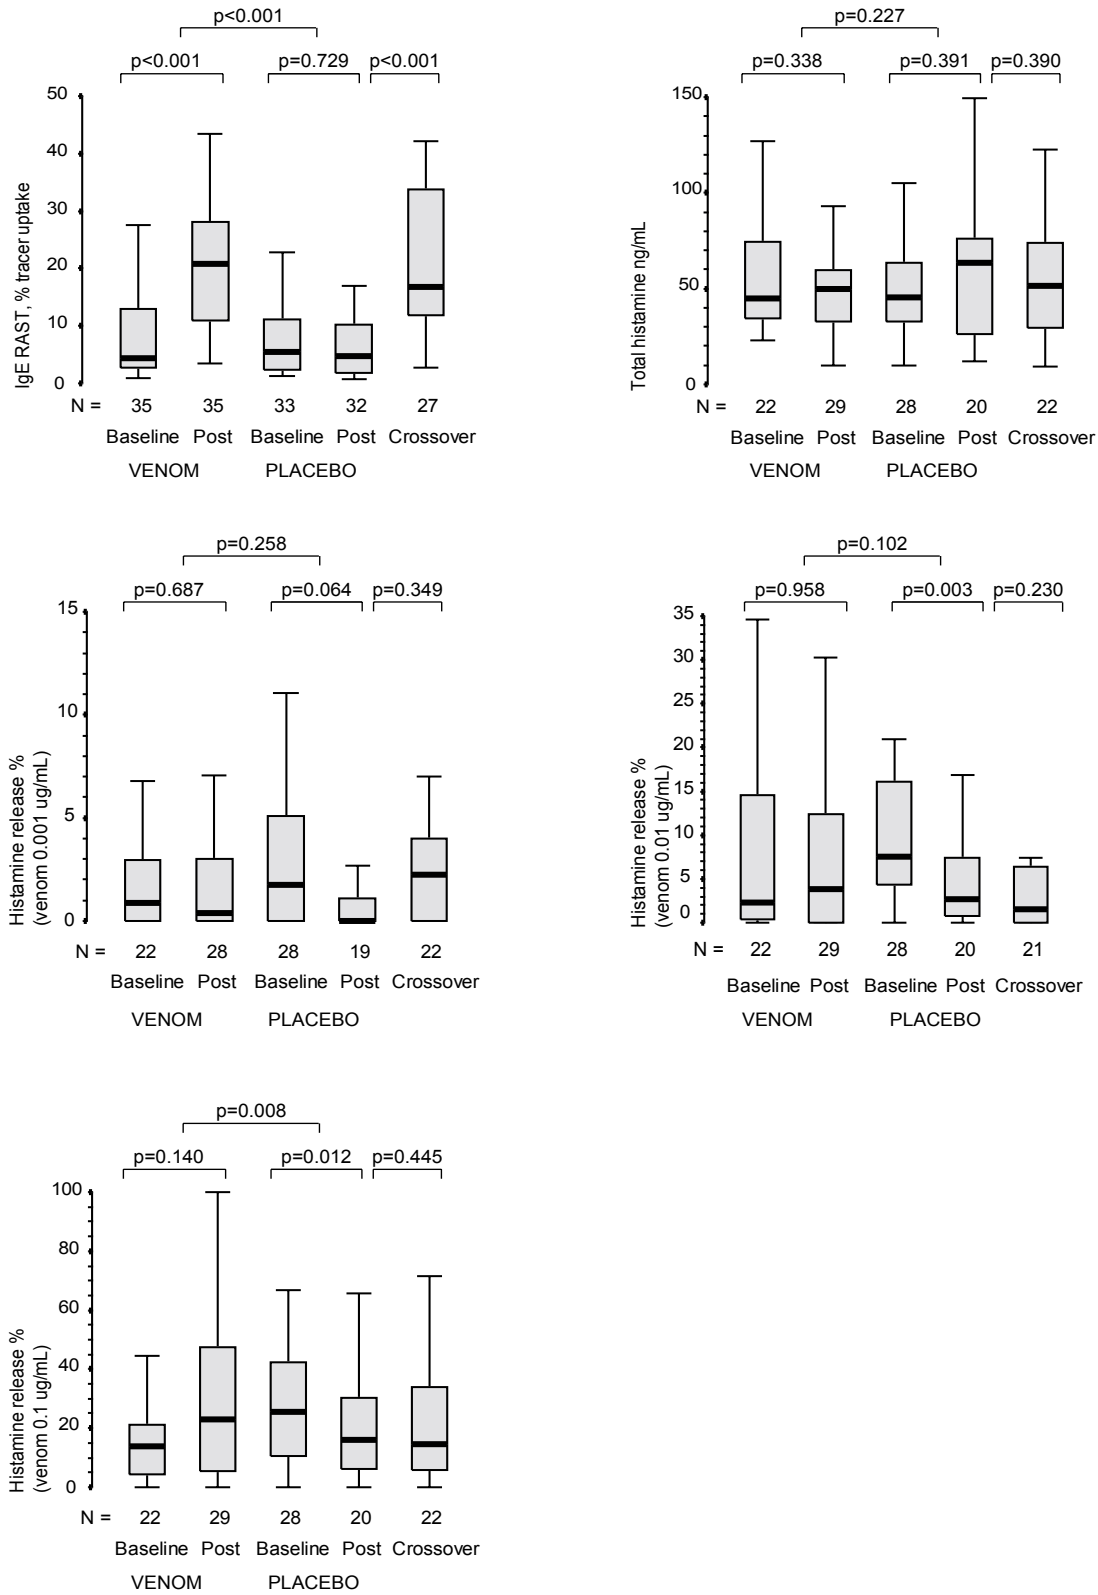 p<0.001
p<0.001 p=0.729 p<0.001
50
40
30
20
10
0
IgE RAST, % tracer uptake
N = 35 35 33 32 27
Baseline Post Baseline Post Crossover
VENOM PLACEBO
p=0.227
p=0.338 p=0.391 p=0.390
150
100
50
0
Total histamine ng/mL
N = 22 29 28 20 22
Baseline Post Baseline Post Crossover
VENOM PLACEBO
p=0.258
p=0.687 p=0.064 p=0.349
15
10
5
0
Histamine release %
(venom 0.001 ug/mL)
N = 22 28 28 19 22
Baseline Post Baseline Post Crossover
VENOM PLACEBO
p=0.102
p=0.958 p=0.003 p=0.230
35
30
25
20
15
10
5
0
Histamine release %
(venom 0.01 ug/mL)
N = 22 29 28 20 21
Baseline Post Baseline Post Crossover
VENOM PLACEBO
p=0.008
p=0.140 p=0.012 p=0.445
100
80
60
40
20
0
Histamine release %
(venom 0.1 ug/mL)
N = 22 29 28 20 22
Baseline Post Baseline Post Crossover
VENOM PLACEBO